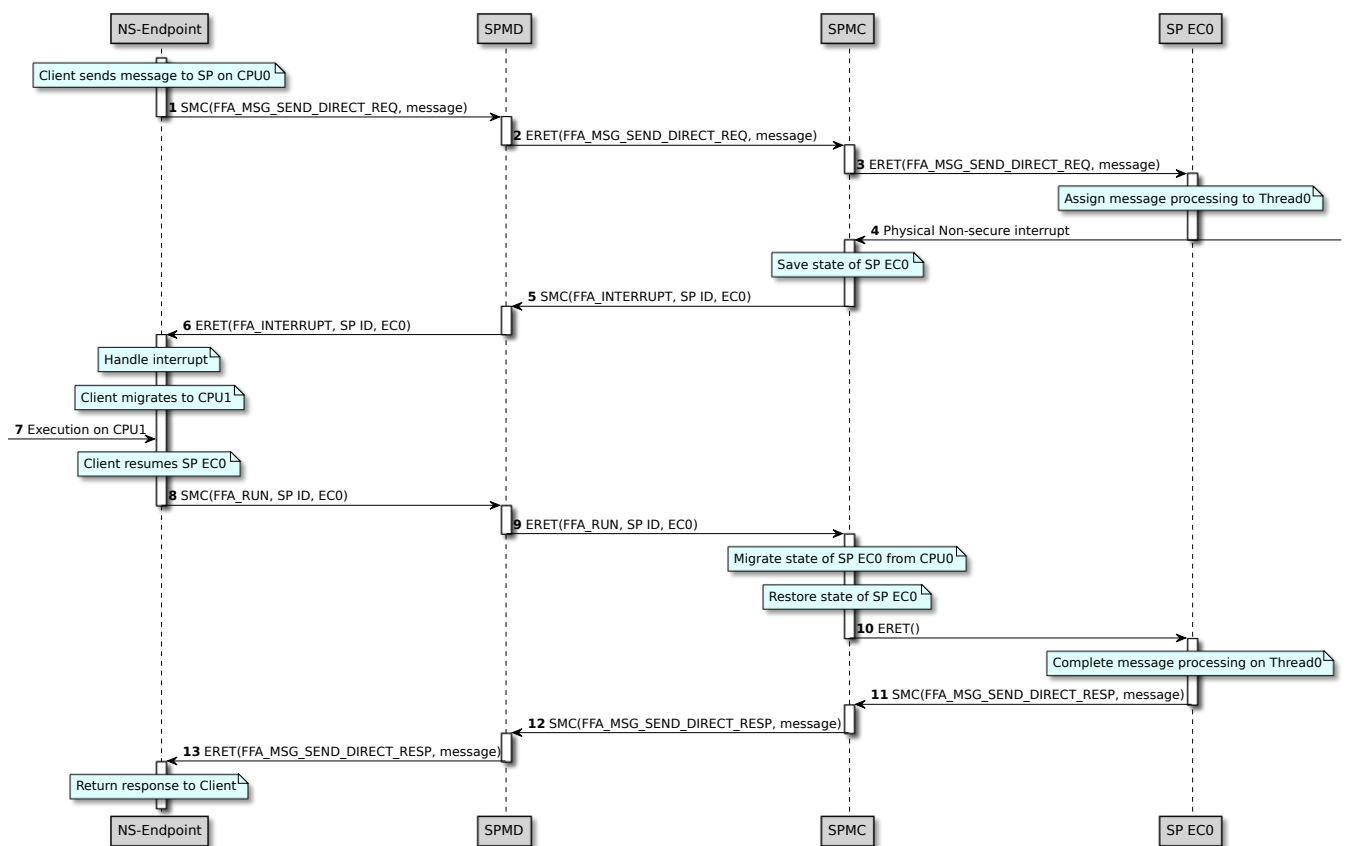 NS-Endpoint
SPMD
SPMC
SP EC0
Client sends message to SP on CPU0
1 SMC(FFA_MSG_SEND_DIRECT_REQ, message)
2 ERET(FFA_MSG_SEND_DIRECT_REQ, message)
3 ERET(FFA_MSG_SEND_DIRECT_REQ, message)
Assign message processing to Thread0
4 Physical Non-secure interrupt
Save state of SP EC0
5 SMC(FFA_INTERRUPT, SP ID, EC0)
6 ERET(FFA_INTERRUPT, SP ID, EC0)
Handle interrupt
Client migrates to CPU1
7 Execution on CPU1
Client resumes SP EC0
8 SMC(FFA_RUN, SP ID, EC0)
9 ERET(FFA_RUN, SP ID, EC0)
Migrate state of SP EC0 from CPU0
Restore state of SP EC0
10 ERET()
Complete message processing on Thread0
11 SMC(FFA_MSG_SEND_DIRECT_RESP, message)
12 SMC(FFA_MSG_SEND_DIRECT_RESP, message)
13 ERET(FFA_MSG_SEND_DIRECT_RESP, message)
Return response to Client
NS-Endpoint
SPMD
SPMC
SP EC0